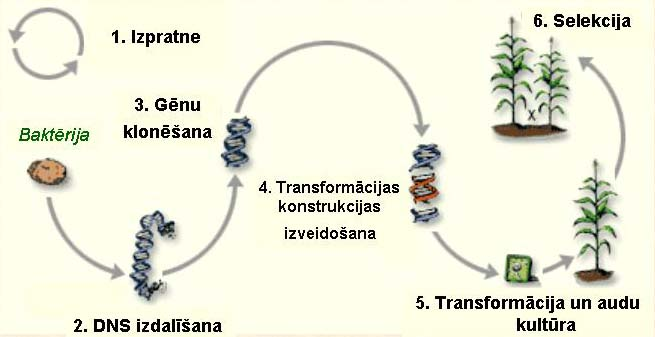 1. Izpratne
Baktērija
2. DNS izdalīšana
3. Gēnu
klonēšana
4. Transformācijas
konstrukcijas
izveidošana
5. Transformācija un audu
kultūra
6. Selekcija
X